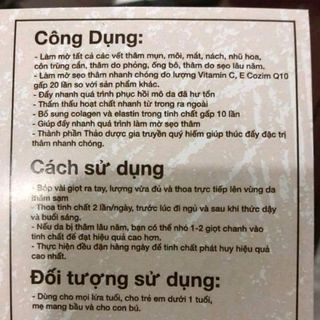 Công Dụng:
- Làm mờ tất cả các vết thâm mụn, môi, mắt, nách, nhũ hoa,
côn trùng cắn, thâm do phỏng, ống bô, thâm do sẹo lâu năm.
- Làm mờ sẹo thâm nhanh chóng do lượng Vitamin C, E Cozim Q10
gấp 20 lần so với sản phẩm khác.
- Đẩy nhanh quá trình phục hồi mô da hư tổn
- Thẩm thấu hoạt chất nhanh từ trong ra ngoài
- Bổ sung colagen và elastin trong tinh chất gấp 10 lần
- Giúp đẩy nhanh quá trình làm mờ sẹo thâm
- Thành phần Thảo dược gia truyền quý hiếm giúp thúc đẩy đặc trị
thâm nhanh chóng.
Cách sử dụng
- Bóp vài giọt ra tay, lượng vừa đủ và thoa trực tiếp lên vùng da
thâm sạm
- Thoa tinh chất 2 lần/ngày, trước lúc đi ngủ và sau khi thức dậy
và buổi sáng.
- Nếu da bị thâm lâu năm, bạn có thể nhỏ 1-2 giọt chanh vào
tinh chất để đạt hiệu quả cao hơn.
- Thực hiện đều đặn hàng ngày để tinh chất phát huy hiệu quả
cao nhất.
Đối tượng sử dụng:
- Dùng cho mọi lứa tuổi, cho trẻ em dưới 1 tuổi,
mẹ mang bầu và cho con bú.